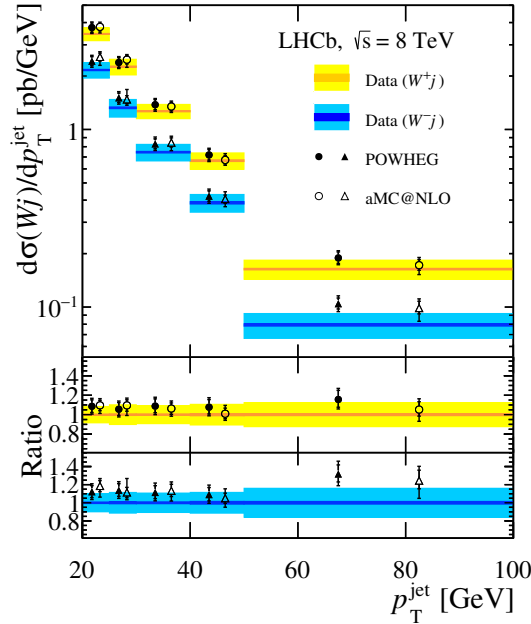 LHCb, √s = 8 TeV
Data (W⁺j)
Data (W⁻j)
POWHEG
aMC@NLO
dσ(Wj)/dp_T^jet [pb/GeV]
1
10⁻¹
Ratio
1.4
1.2
1
0.8
1.4
1.2
1
0.8
20 40 60 80 100
p_T^jet [GeV]